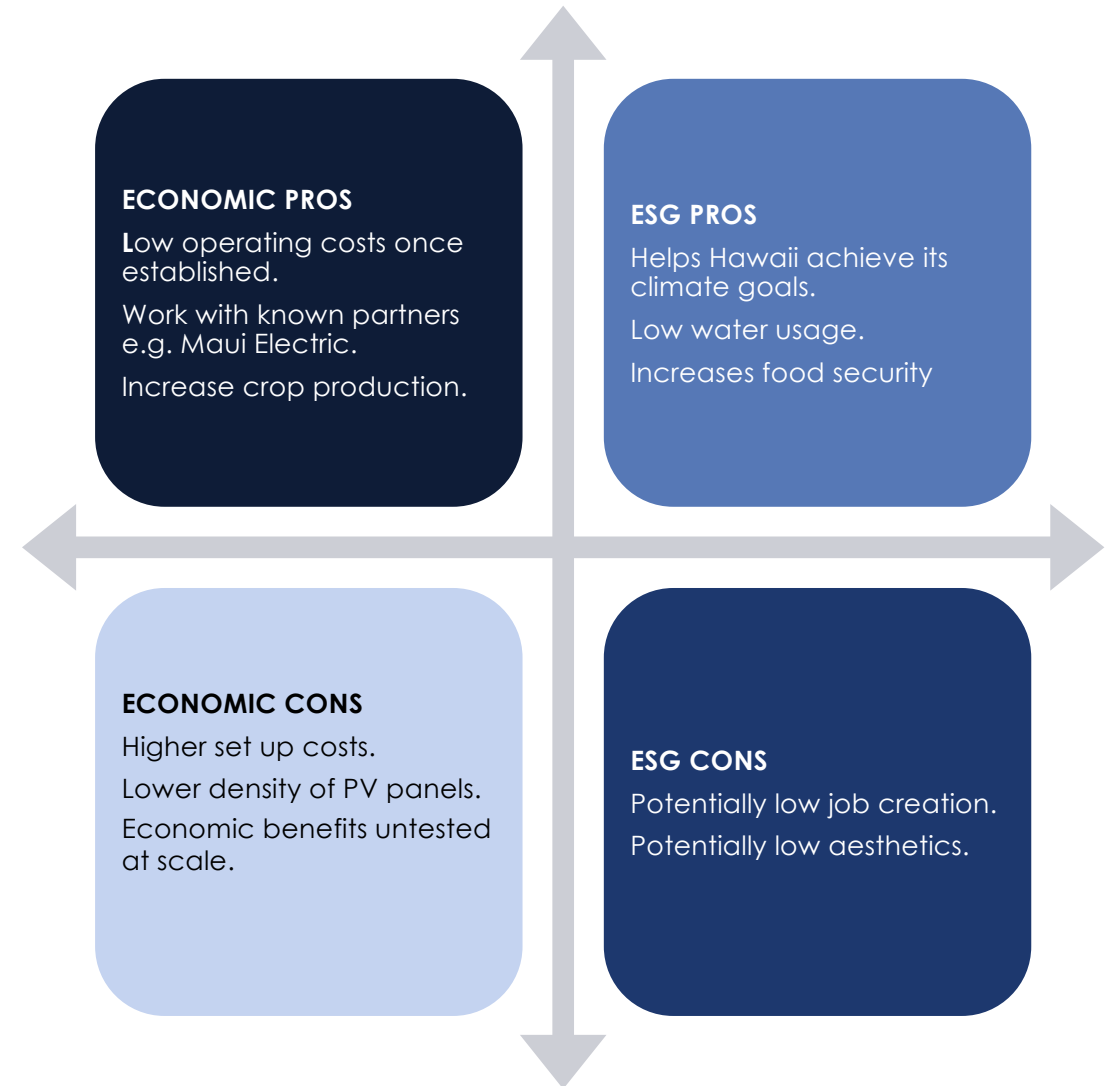 ECONOMIC PROS
Low operating costs once
established.
Work with known partners
e.g. Maui Electric.
Increase crop production.
ESG PROS
Helps Hawaii achieve its
climate goals.
Low water usage.
Increases food security
ECONOMIC CONS
Higher set up costs.
Lower density of PV panels.
Economic benefits untested
at scale.
ESG CONS
Potentially low job creation.
Potentially low aesthetics.